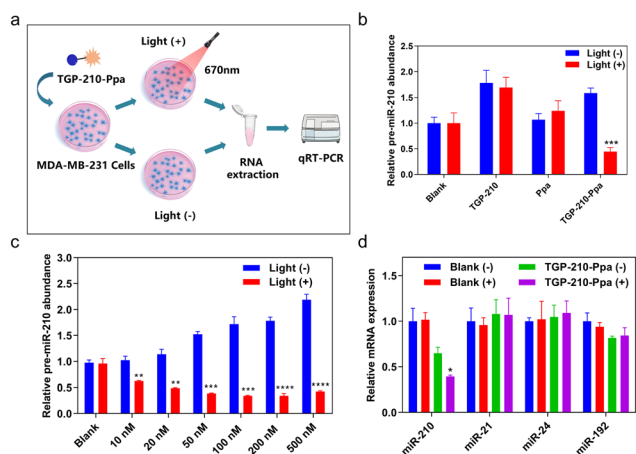 a
Light (+)
670nm
TGP-210-Ppa
MDA-MB-231 Cells
RNA
extraction
qRT-PCR
Light (-)
b
Relative pre-miR-210 abundance
2.5
2.0
1.5
1.0
0.5
0.0
Light (-)
Light (+)
***
Blank
TGP-210
Ppa
TGP-210-Ppa
c
Relative pre-miR-210 abundance
3.0
2.5
2.0
1.5
1.0
0.5
0.0
Light (-)
Light (+)
**
**
***
***
****
****
Blank
10 nM
20 nM
50 nM
100 nM
200 nM
500 nM
d
Relative mRNA expression
2.0
1.5
1.0
0.5
0.0
Blank (-)
Blank (+)
TGP-210-Ppa (-)
TGP-210-Ppa (+)
*
miR-210
miR-21
miR-24
miR-192